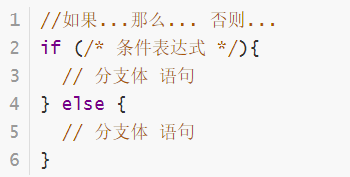 1 //如果...那么... 否则...
2 if (/* 条件表达式 */){
3   // 分支体 语句
4 } else {
5   // 分支体 语句
6 }